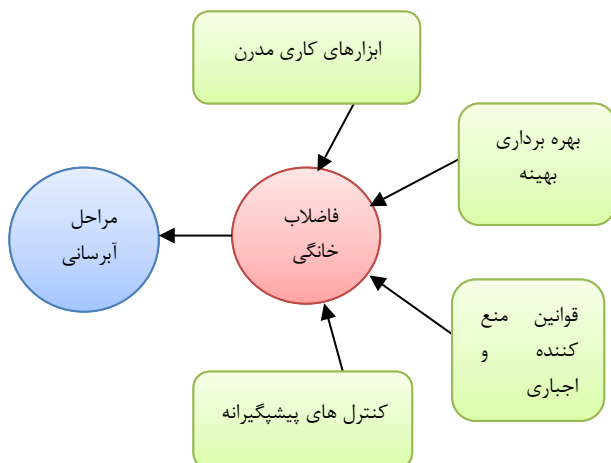 ابزارهای کاری مدرن
بهره برداری
بهینه
فاضلاب
خانگی
مراحل
آبرسانی
قوانین منع
کننده و
اجباری
کنترل های پیشپگیرانه